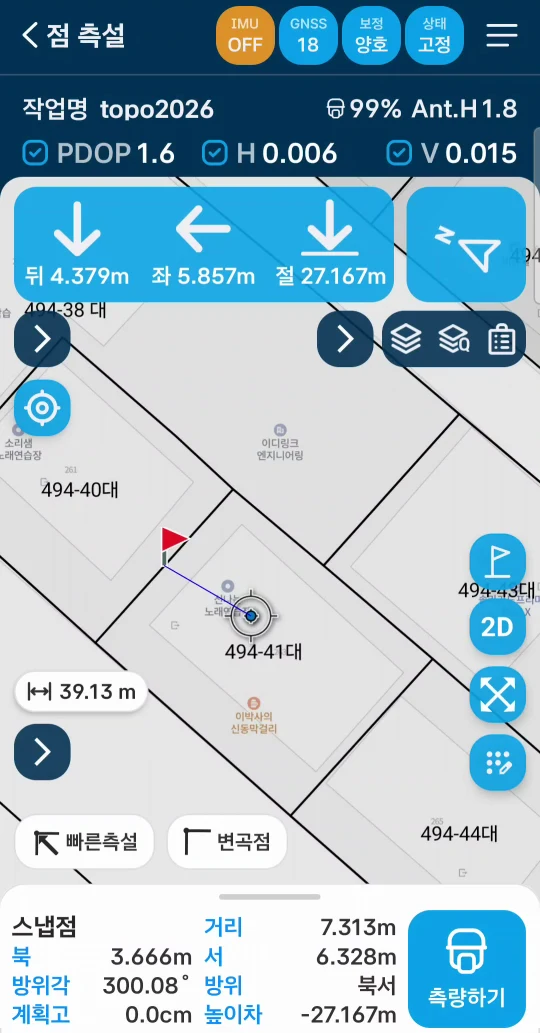 점 측설
IMU
OFF
GNSS
18
보정
양호
상태
고정
작업명 topo2026
99% Ant.H 1.8
PDOP 1.6 H 0.006 V 0.015
뒤 4.379m 좌 5.857m 절 27.167m
N
494-38 대
소리샘
노래연습장
261
494-40대
이디링크
엔지니어링
494-43대
X
2D
494-41대
39.13 m
이박사의
신동막걸리
265
494-44대
빠른측설 변곡점
스냅점 거리 7.313m
북 3.666m 서 6.328m
방위각 300.08° 방위 북서
계획고 0.0cm 높이차 -27.167m
측량하기